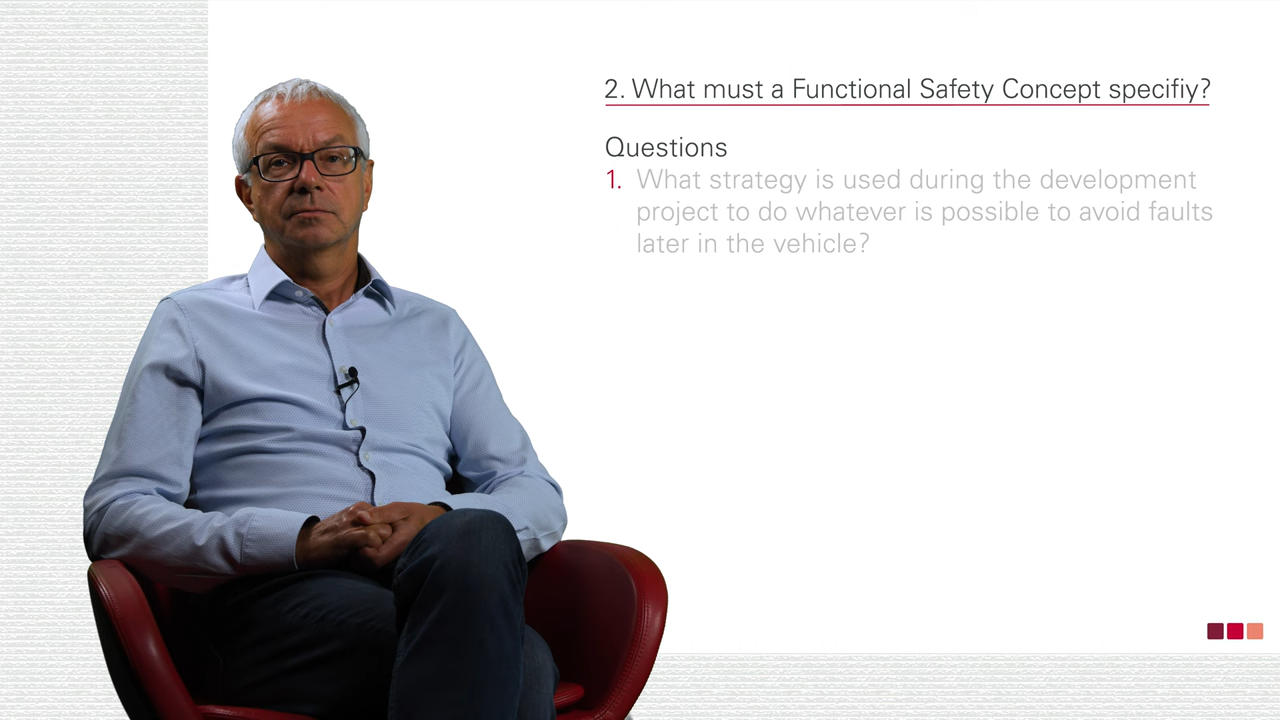 2. What must a Functional Safety Concept specifiy?
Questions
1. What strategy is used during the development
project to do whatever is possible to avoid faults
later in the vehicle?